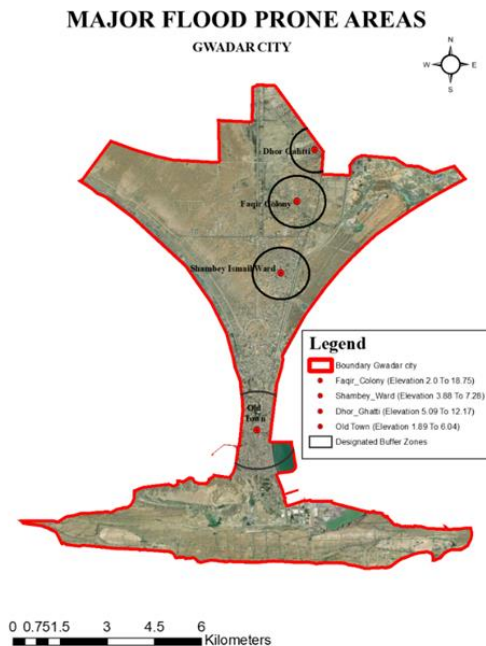 MAJOR FLOOD PRONE AREAS
GWADAR CITY
N
W E
S
Dhor Gahtti
Faqir Colony
Shambey Ismail Ward
Old
Town
Legend
Boundary Gwadar city
Faqir_Colony (Elevation 2.0 To 18.75)
Shambey_Ward (Elevation 3.88 To 7.28)
Dhor_Ghatti (Elevation 5.09 To 12.17)
Old Town (Elevation 1.89 To 6.04)
Designated Buffer Zones
0 0.751.5 3 4.5 6
Kilometers